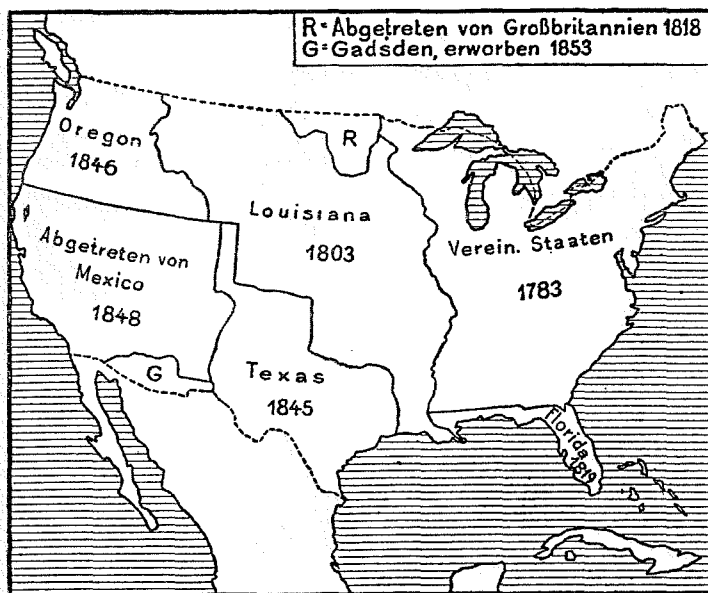 R=Abgetreten von Großbritannien 1818
G=Gadsden, erworben 1853
Oregon
1846
R
Louisiana
1803
Verein. Staaten
1783
Abgetreten von
Mexico
1848
G
Texas
1845
Florida
1819